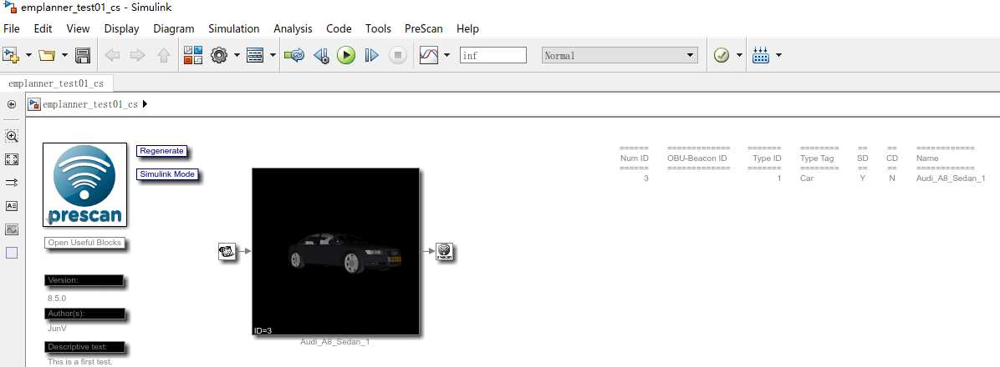 emplanner_test01_cs - Simulink
File Edit View Display Diagram Simulation Analysis Code Tools PreScan Help
inf Normal
emplanner_test01_cs
emplanner_test01_cs
prescan
Regenerate
Simulink Mode
Open Useful Blocks
Version:
8.5.0
Author(s):
JunV
Descriptive text:
This is a first test.
ID=3
Audi_A8_Sedan_1
prescan
====== ============= ======= ======== == == ============
Num ID OBU-Beacon ID Type ID Type Tag SD CD Name
====== ============= ======= ======== == == ============
3 1 Car Y N Audi_A8_Sedan_1